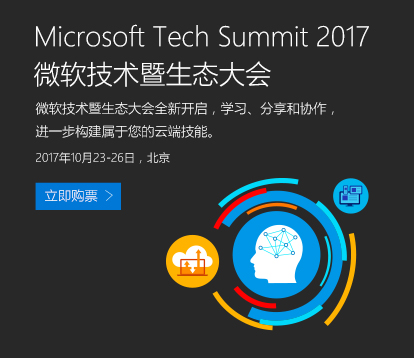 Microsoft Tech Summit 2017
微软技术暨生态大会
微软技术暨生态大会全新开启，学习、分享和协作，
进一步构建属于您的云端技能。
2017年10月23-26日，北京
立即购票